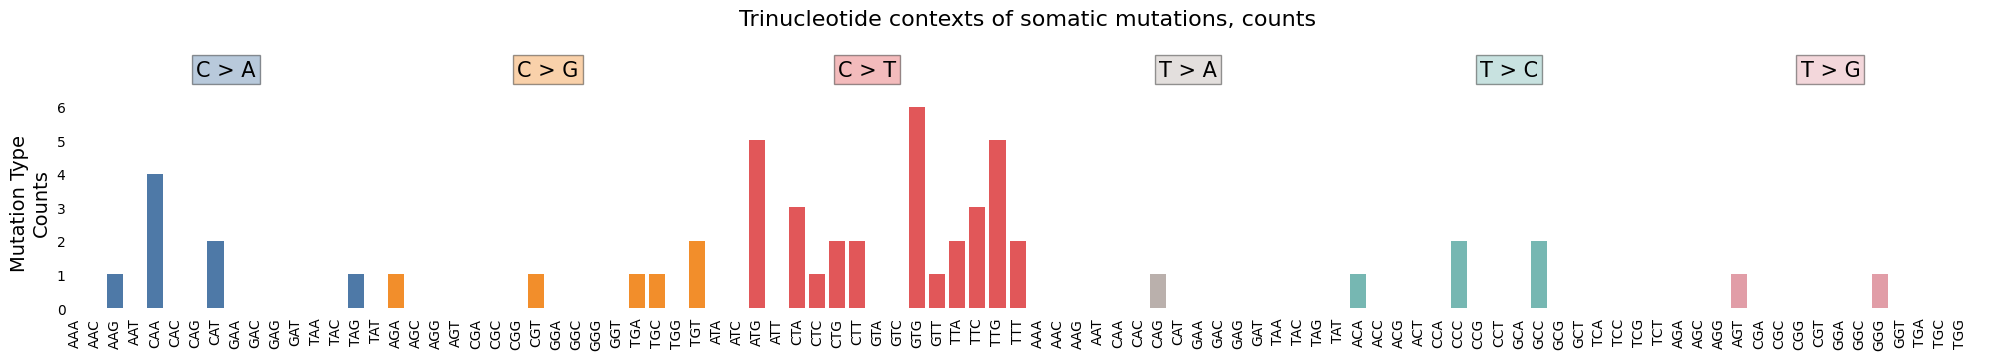 Trinucleotide contexts of somatic mutations, counts
C > A
C > G
C > T
T > A
T > C
T > G
Mutation Type
Counts
6
5
4
3
2
1
0
AAA
AAC
AAG
AAT
CAA
CAC
CAG
CAT
GAA
GAC
GAG
GAT
TAA
TAC
TAG
TAT
AGA
AGC
AGG
AGT
CGA
CGC
CGG
CGT
GGA
GGC
GGG
GGT
TGA
TGC
TGG
TGT
ATA
ATC
ATG
ATT
CTA
CTC
CTG
CTT
GTA
GTC
GTG
GTT
TTA
TTC
TTG
TTT
AAA
AAC
AAG
AAT
CAA
CAC
CAG
CAT
GAA
GAC
GAG
GAT
TAA
TAC
TAG
TAT
ACA
ACC
ACG
ACT
CCA
CCC
CCG
CCT
GCA
GCC
GCG
GCT
TCA
TCC
TCG
TCT
AGA
AGC
AGG
AGT
CGA
CGC
CGG
CGT
GGA
GGC
GGG
GGT
TGA
TGC
TGG